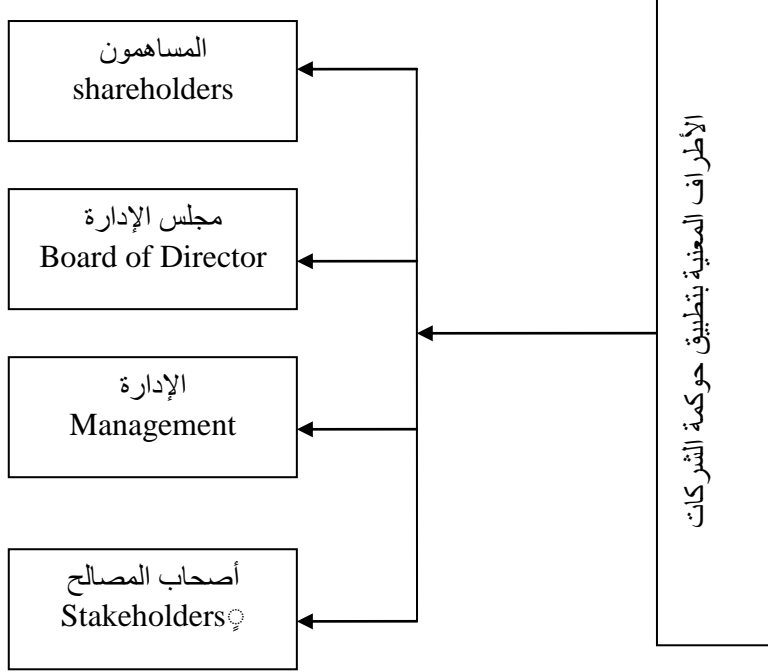 الأطراف المعنية بتطبيق حوكمة الشركات
المساهمون
shareholders
مجلس الإدارة
Board of Director
الإدارة
Management
أصحاب المصالح
Stakeholdersٍ